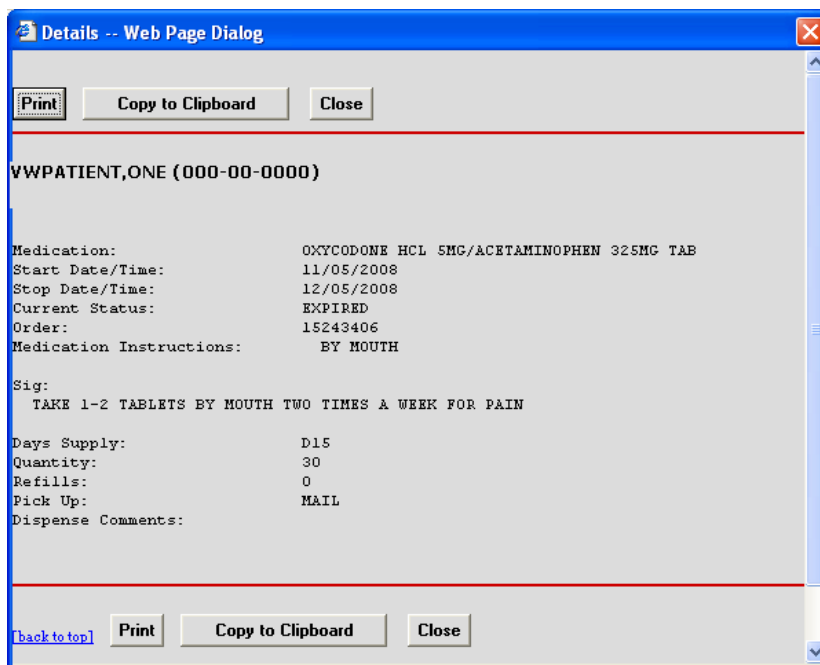 Details -- Web Page Dialog
Print Copy to Clipboard Close
VWPATIENT,ONE (000-00-0000)
Medication: OXYCODONE HCL 5MG/ACETAMINOPHEN 325MG TAB
Start Date/Time: 11/05/2008
Stop Date/Time: 12/05/2008
Current Status: EXPIRED
Order: 15243406
Medication Instructions: BY MOUTH
Sig:
TAKE 1-2 TABLETS BY MOUTH TWO TIMES A WEEK FOR PAIN
Days Supply: D15
Quantity: 30
Refills: 0
Pick Up: MAIL
Dispense Comments:
[back to top] Print Copy to Clipboard Close